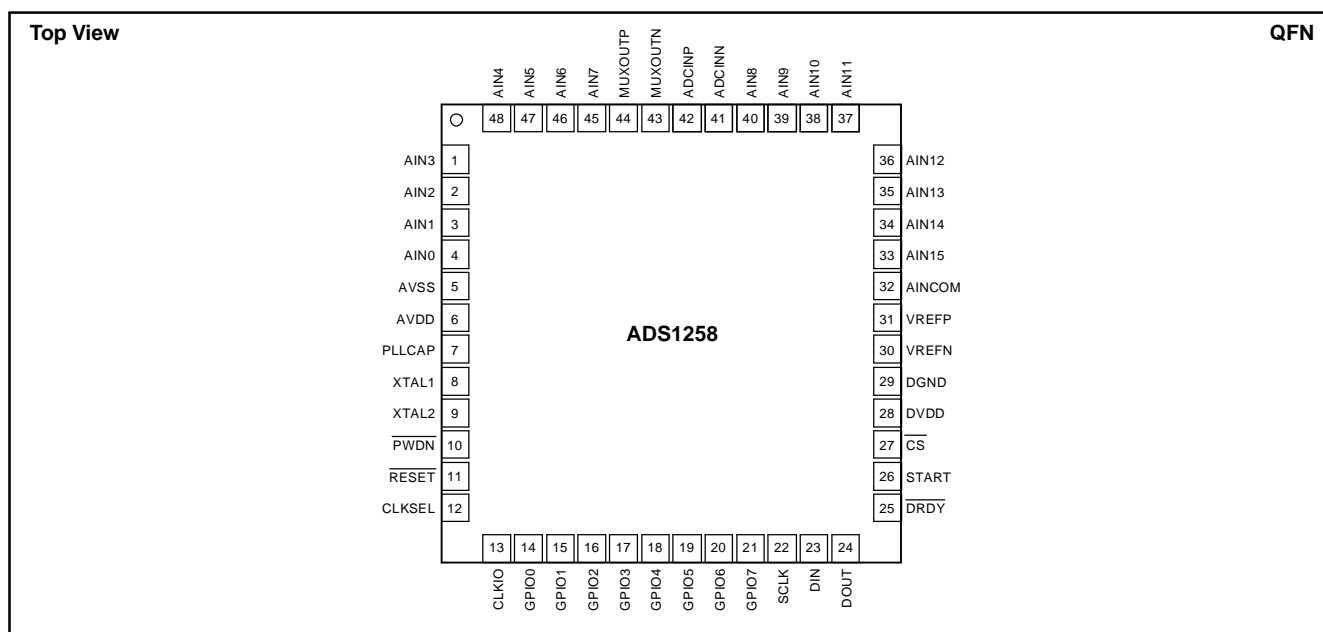 Top View
QFN
AIN4
AIN5
AIN6
AIN7
MUXOUTP
MUXOUTN
ADCINP
ADCINN
AIN8
AIN9
AIN10
AIN11
48 47 46 45 44 43 42 41 40 39 38 37
AIN3 1
AIN2 2
AIN1 3
AIN0 4
AVSS 5
AVDD 6
PLLCAP 7
XTAL1 8
XTAL2 9
PWDN 10
RESET 11
CLKSEL 12
ADS1258
36 AIN12
35 AIN13
34 AIN14
33 AIN15
32 AINCOM
31 VREFP
30 VREFN
29 DGND
28 DVDD
27 CS
26 START
25 DRDY
13 14 15 16 17 18 19 20 21 22 23 24
CLKIO
GPIO0
GPIO1
GPIO2
GPIO3
GPIO4
GPIO5
GPIO6
GPIO7
SCLK
DIN
DOUT